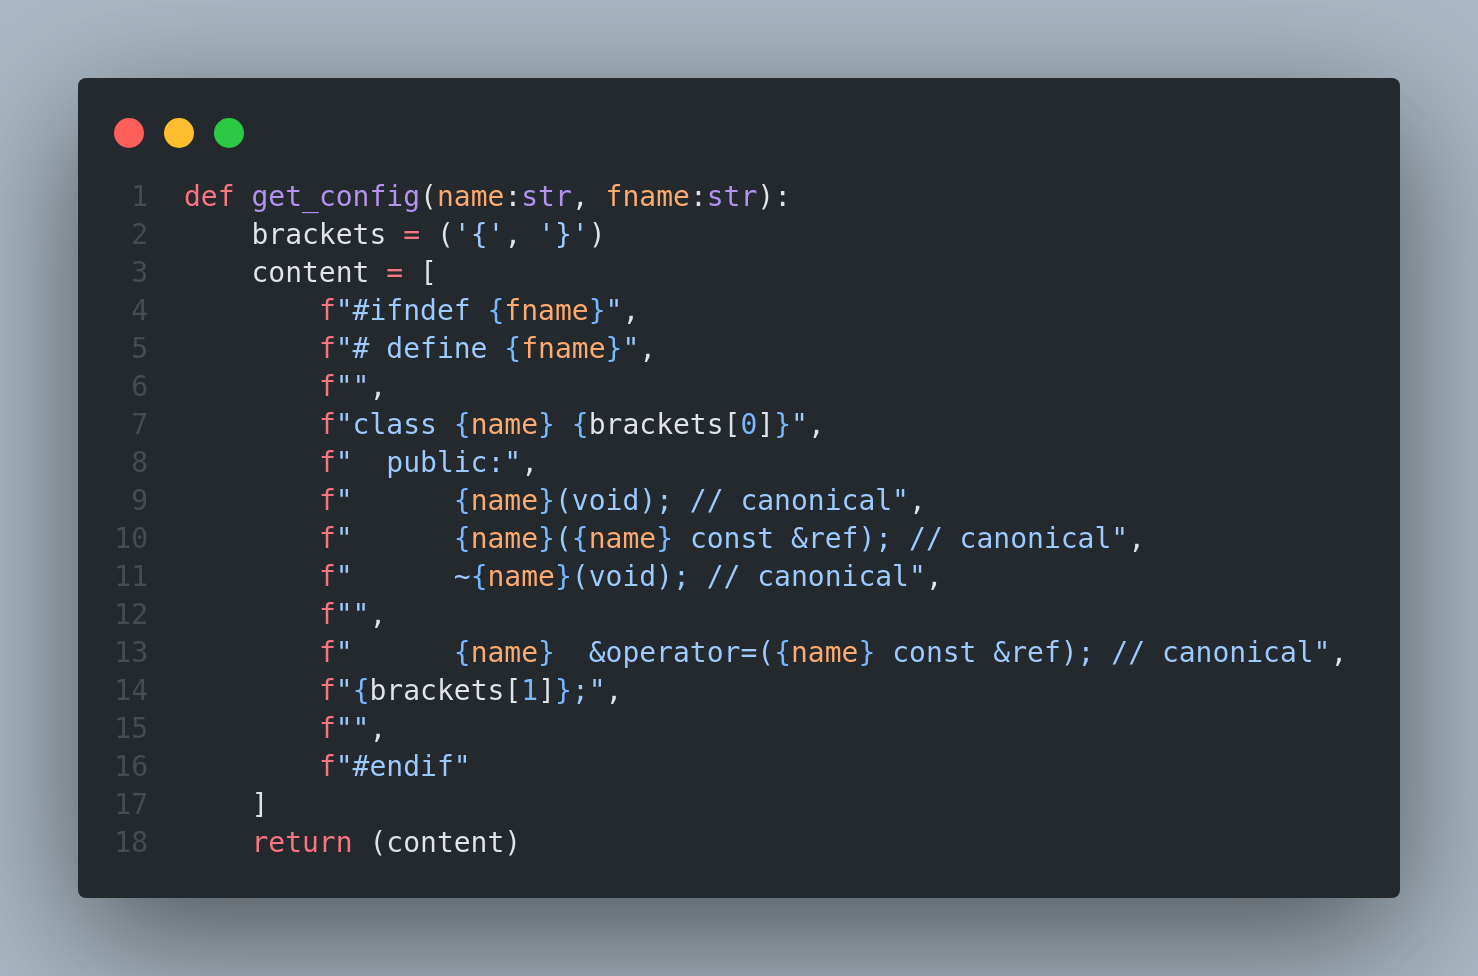 1 def get_config(name:str, fname:str):
2     brackets = ('{', '}')
3     content = [
4         f"#ifndef {fname}",
5         f"# define {fname}",
6         f"",
7         f"class {name} {brackets[0]}",
8         f"  public:",
9         f"      {name}(void); // canonical",
10         f"      {name}({name} const &ref); // canonical",
11         f"      ~{name}(void); // canonical",
12         f"",
13         f"      {name}  &operator=({name} const &ref); // canonical",
14         f"{brackets[1]};",
15         f"",
16         f"#endif"
17     ]
18     return (content)